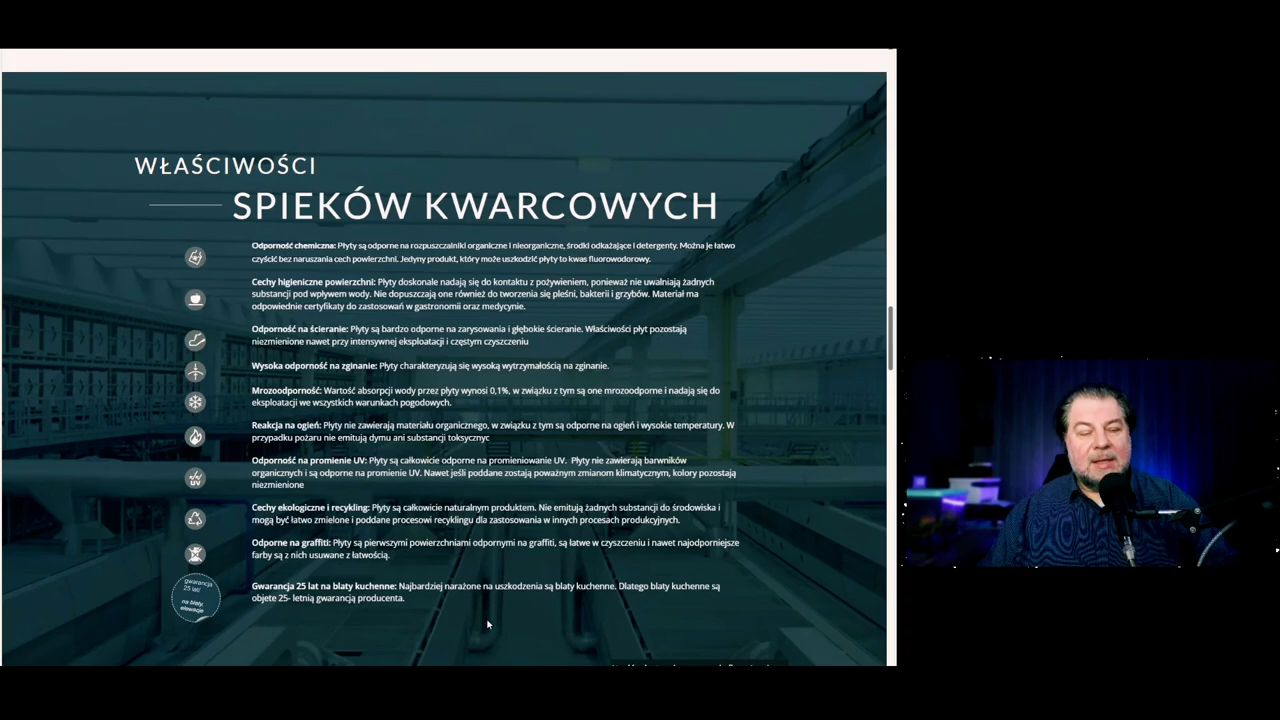 WŁAŚCIWOŚCI
SPIEKÓW KWARCOWYCH
Odporność chemiczna: Płyty są odporne na rozpuszczalniki organiczne i nieorganiczne, środki odkażające i detergenty. Można je łatwo
czyścić bez naruszania cech powierzchni. Jedyny produkt, który może uszkodzić płyty to kwas fluorowodorowy.
Cechy higieniczne powierzchni: Płyty doskonale nadają się do kontaktu z pożywieniem, ponieważ nie uwalniają żadnych
substancji pod wpływem wody. Nie dopuszczają one również do tworzenia się pleśni, bakterii i grzybów. Materiał ma
odpowiednie certyfikaty do zastosowań w gastronomii oraz medycynie.
Odporność na ścieranie: Płyty są bardzo odporne na zarysowania i głębokie ścieranie. Właściwości płyt pozostają
niezmienione nawet przy intensywnej eksploatacji i częstym czyszczeniu
Wysoka odporność na zginanie: Płyty charakteryzują się wysoką wytrzymałością na zginanie.
Mrozoodporność: Wartość absorpcji wody przez płyty wynosi 0,1%, w związku z tym są one mrozoodporne i nadają się do
eksploatacji we wszystkich warunkach pogodowych.
Reakcja na ogień: Płyty nie zawierają materiału organicznego, w związku z tym są odporne na ogień i wysokie temperatury. W
przypadku pożaru nie emitują dymu ani substancji toksycznyc
UV
Odporność na promienie UV: Płyty są całkowicie odporne na promieniowanie UV. Płyty nie zawierają barwników
organicznych i są odporne na promienie UV. Nawet jeśli poddane zostają poważnym zmianom klimatycznym, kolory pozostają
niezmienione
Cechy ekologiczne i recykling: Płyty są całkowicie naturalnym produktem. Nie emitują żadnych substancji do środowiska i
mogą być łatwo zmielone i poddane procesowi recyklingu dla zastosowania w innych procesach produkcyjnych.
Odporne na graffiti: Płyty są pierwszymi powierzchniami odpornymi na graffiti, są łatwe w czyszczeniu i nawet najodporniejsze
farby są z nich usuwane z łatwością.
gwarancja
25 lat/
na blaty,
elewacje
Gwarancja 25 lat na blaty kuchenne: Najbardziej narażone na uszkodzenia są blaty kuchenne. Dlatego blaty kuchenne są
objete 25- letnią gwarancją producenta.